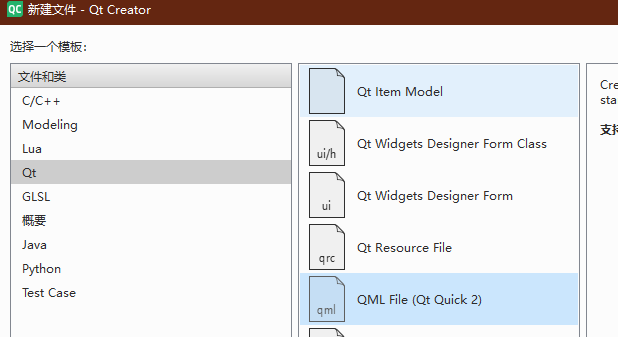 QC 新建文件 - Qt Creator
选择一个模板:
文件和类
C/C++
Modeling
Lua
Qt
GLSL
概要
Java
Python
Test Case
Qt Item Model
ui/h
Qt Widgets Designer Form Class
ui
Qt Widgets Designer Form
qrc
Qt Resource File
qml
QML File (Qt Quick 2)
Cre
sta
支持